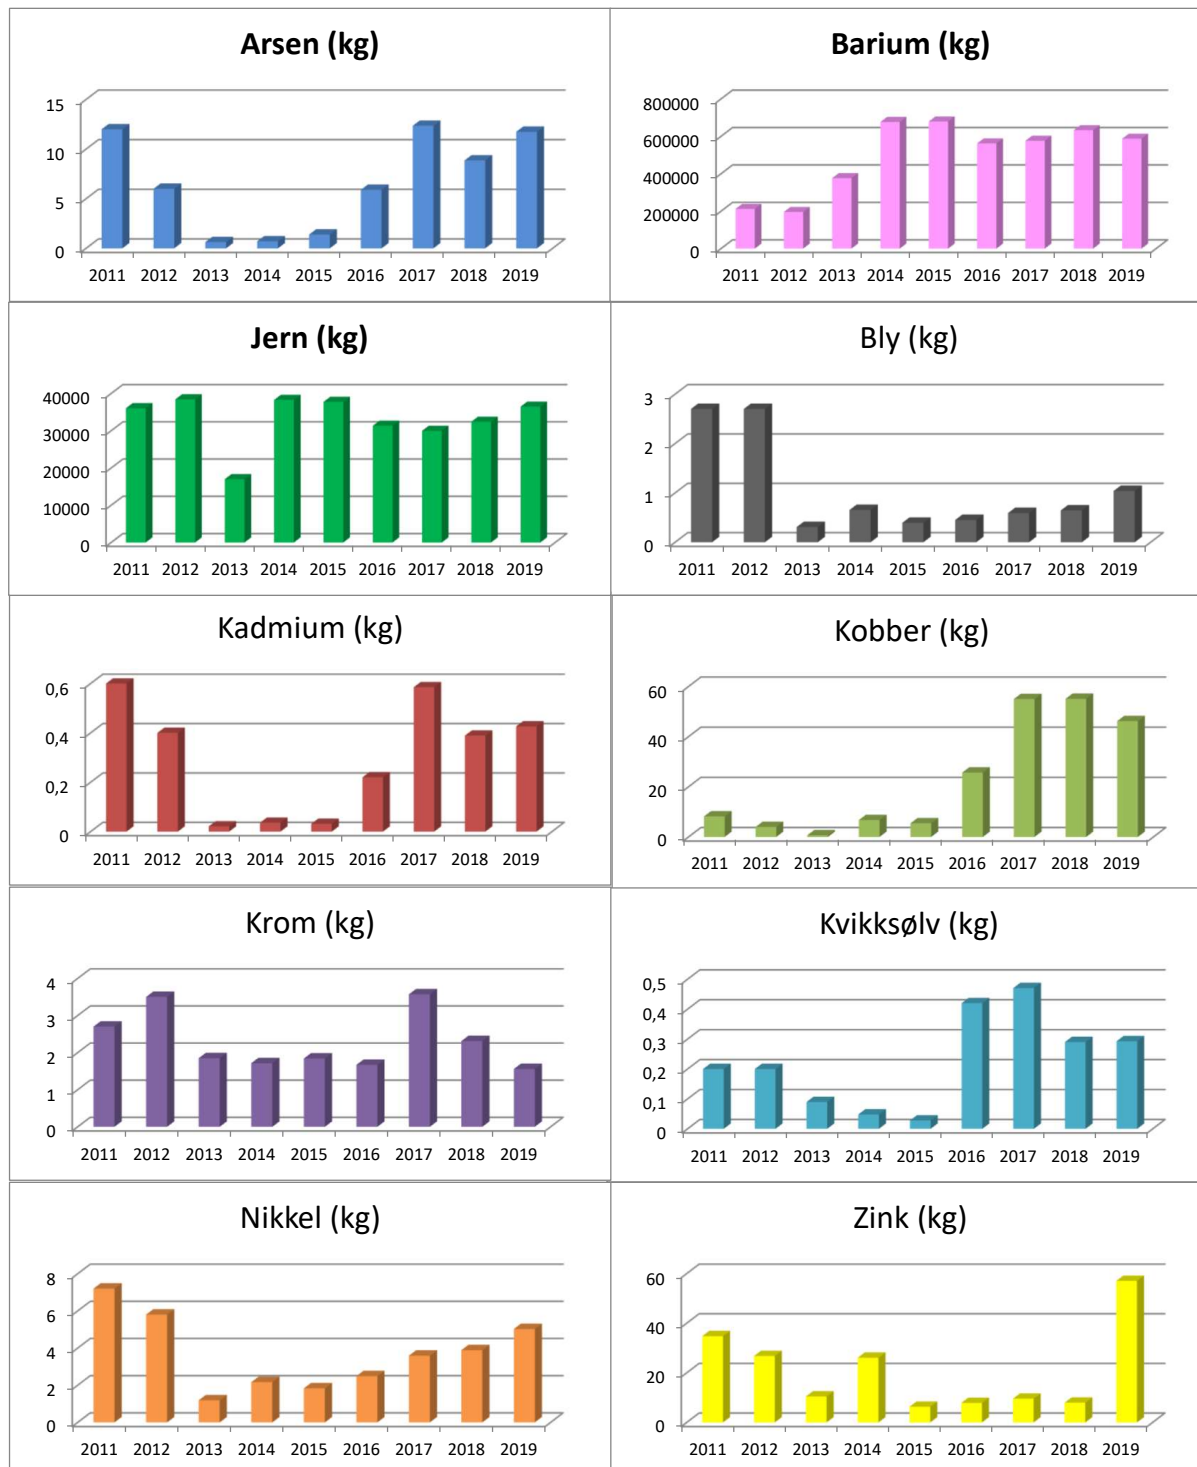 Arsen (kg)
15
10
5
0
2011 2012 2013 2014 2015 2016 2017 2018 2019
Barium (kg)
800000
600000
400000
200000
0
2011 2012 2013 2014 2015 2016 2017 2018 2019
Jern (kg)
40000
30000
20000
10000
0
2011 2012 2013 2014 2015 2016 2017 2018 2019
Bly (kg)
3
2
1
0
2011 2012 2013 2014 2015 2016 2017 2018 2019
Kadmium (kg)
0,6
0,4
0,2
0
2011 2012 2013 2014 2015 2016 2017 2018 2019
Kobber (kg)
60
40
20
0
2011 2012 2013 2014 2015 2016 2017 2018 2019
Krom (kg)
4
3
2
1
0
2011 2012 2013 2014 2015 2016 2017 2018 2019
Kvikksølv (kg)
0,5
0,4
0,3
0,2
0,1
0
2011 2012 2013 2014 2015 2016 2017 2018 2019
Nikkel (kg)
8
6
4
2
0
2011 2012 2013 2014 2015 2016 2017 2018 2019
Zink (kg)
60
40
20
0
2011 2012 2013 2014 2015 2016 2017 2018 2019